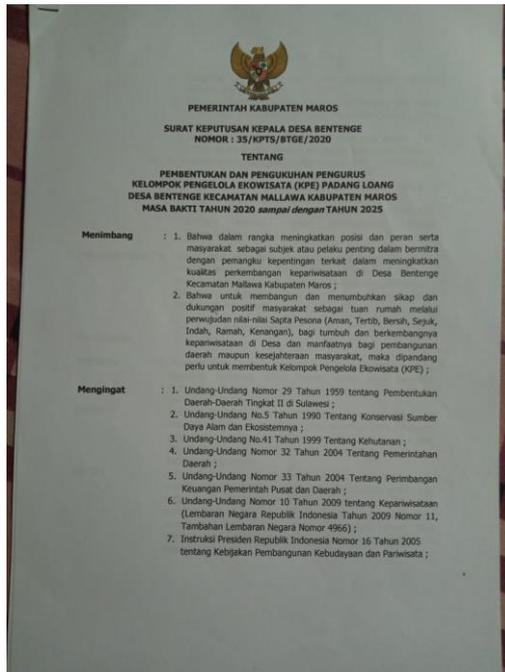 PEMERINTAH KABUPATEN MAROS
SURAT KEPUTUSAN KEPALA DESA BENTENGE
NOMOR : 35/KPTS/BTGE/2020
TENTANG
PEMBENTUKAN DAN PENGUKUHAN PENGURUS
KELOMPOK PENGELOLA EKOWISATA (KPE) PADANG LOANG
DESA BENTENGE KECAMATAN MALLAWA KABUPATEN MAROS
MASA BAKTI TAHUN 2020 sampai dengan TAHUN 2025
Menimbang : 1. Bahwa dalam rangka meningkatkan posisi dan peran serta
masyarakat sebagai subjek atau pelaku penting dalam bermitra
dengan pemangku kepentingan terkait dalam meningkatkan
kualitas perkembangan kepariwisataan di Desa Bentenge
Kecamatan Mallawa Kabupaten Maros ;
2. Bahwa untuk membangun dan menumbuhkan sikap dan
dukungan positif masyarakat sebagai tuan rumah melalui
perwujudan nilai-nilai Sapta Pesona (Aman, Tertib, Bersih, Sejuk,
Indah, Ramah, Kenangan), bagi tumbuh dan berkembangnya
kepariwisataan di Desa dan manfaatnya bagi pembangunan
daerah maupun kesejahteraan masyarakat, maka dipandang
perlu untuk membentuk Kelompok Pengelola Ekowisata (KPE) ;
Mengingat : 1. Undang-Undang Nomor 29 Tahun 1959 tentang Pembentukan
Daerah-Daerah Tingkat II di Sulawesi ;
2. Undang-Undang No.5 Tahun 1990 Tentang Konservasi Sumber
Daya Alam dan Ekosistemnya ;
3. Undang-Undang No.41 Tahun 1999 Tentang Kehutanan ;
4. Undang-Undang Nomor 32 Tahun 2004 Tentang Pemerintahan
Daerah ;
5. Undang-Undang Nomor 33 Tahun 2004 Tentang Perimbangan
Keuangan Pemerintah Pusat dan Daerah ;
6. Undang-Undang Nomor 10 Tahun 2009 tentang Kepariwisataan
(Lembaran Negara Republik Indonesia Tahun 2009 Nomor 11,
Tambahan Lembaran Negara Nomor 4966) ;
7. Instruksi Presiden Republik Indonesia Nomor 16 Tahun 2005
tentang Kebijakan Pembangunan Kebudayaan dan Pariwisata ;